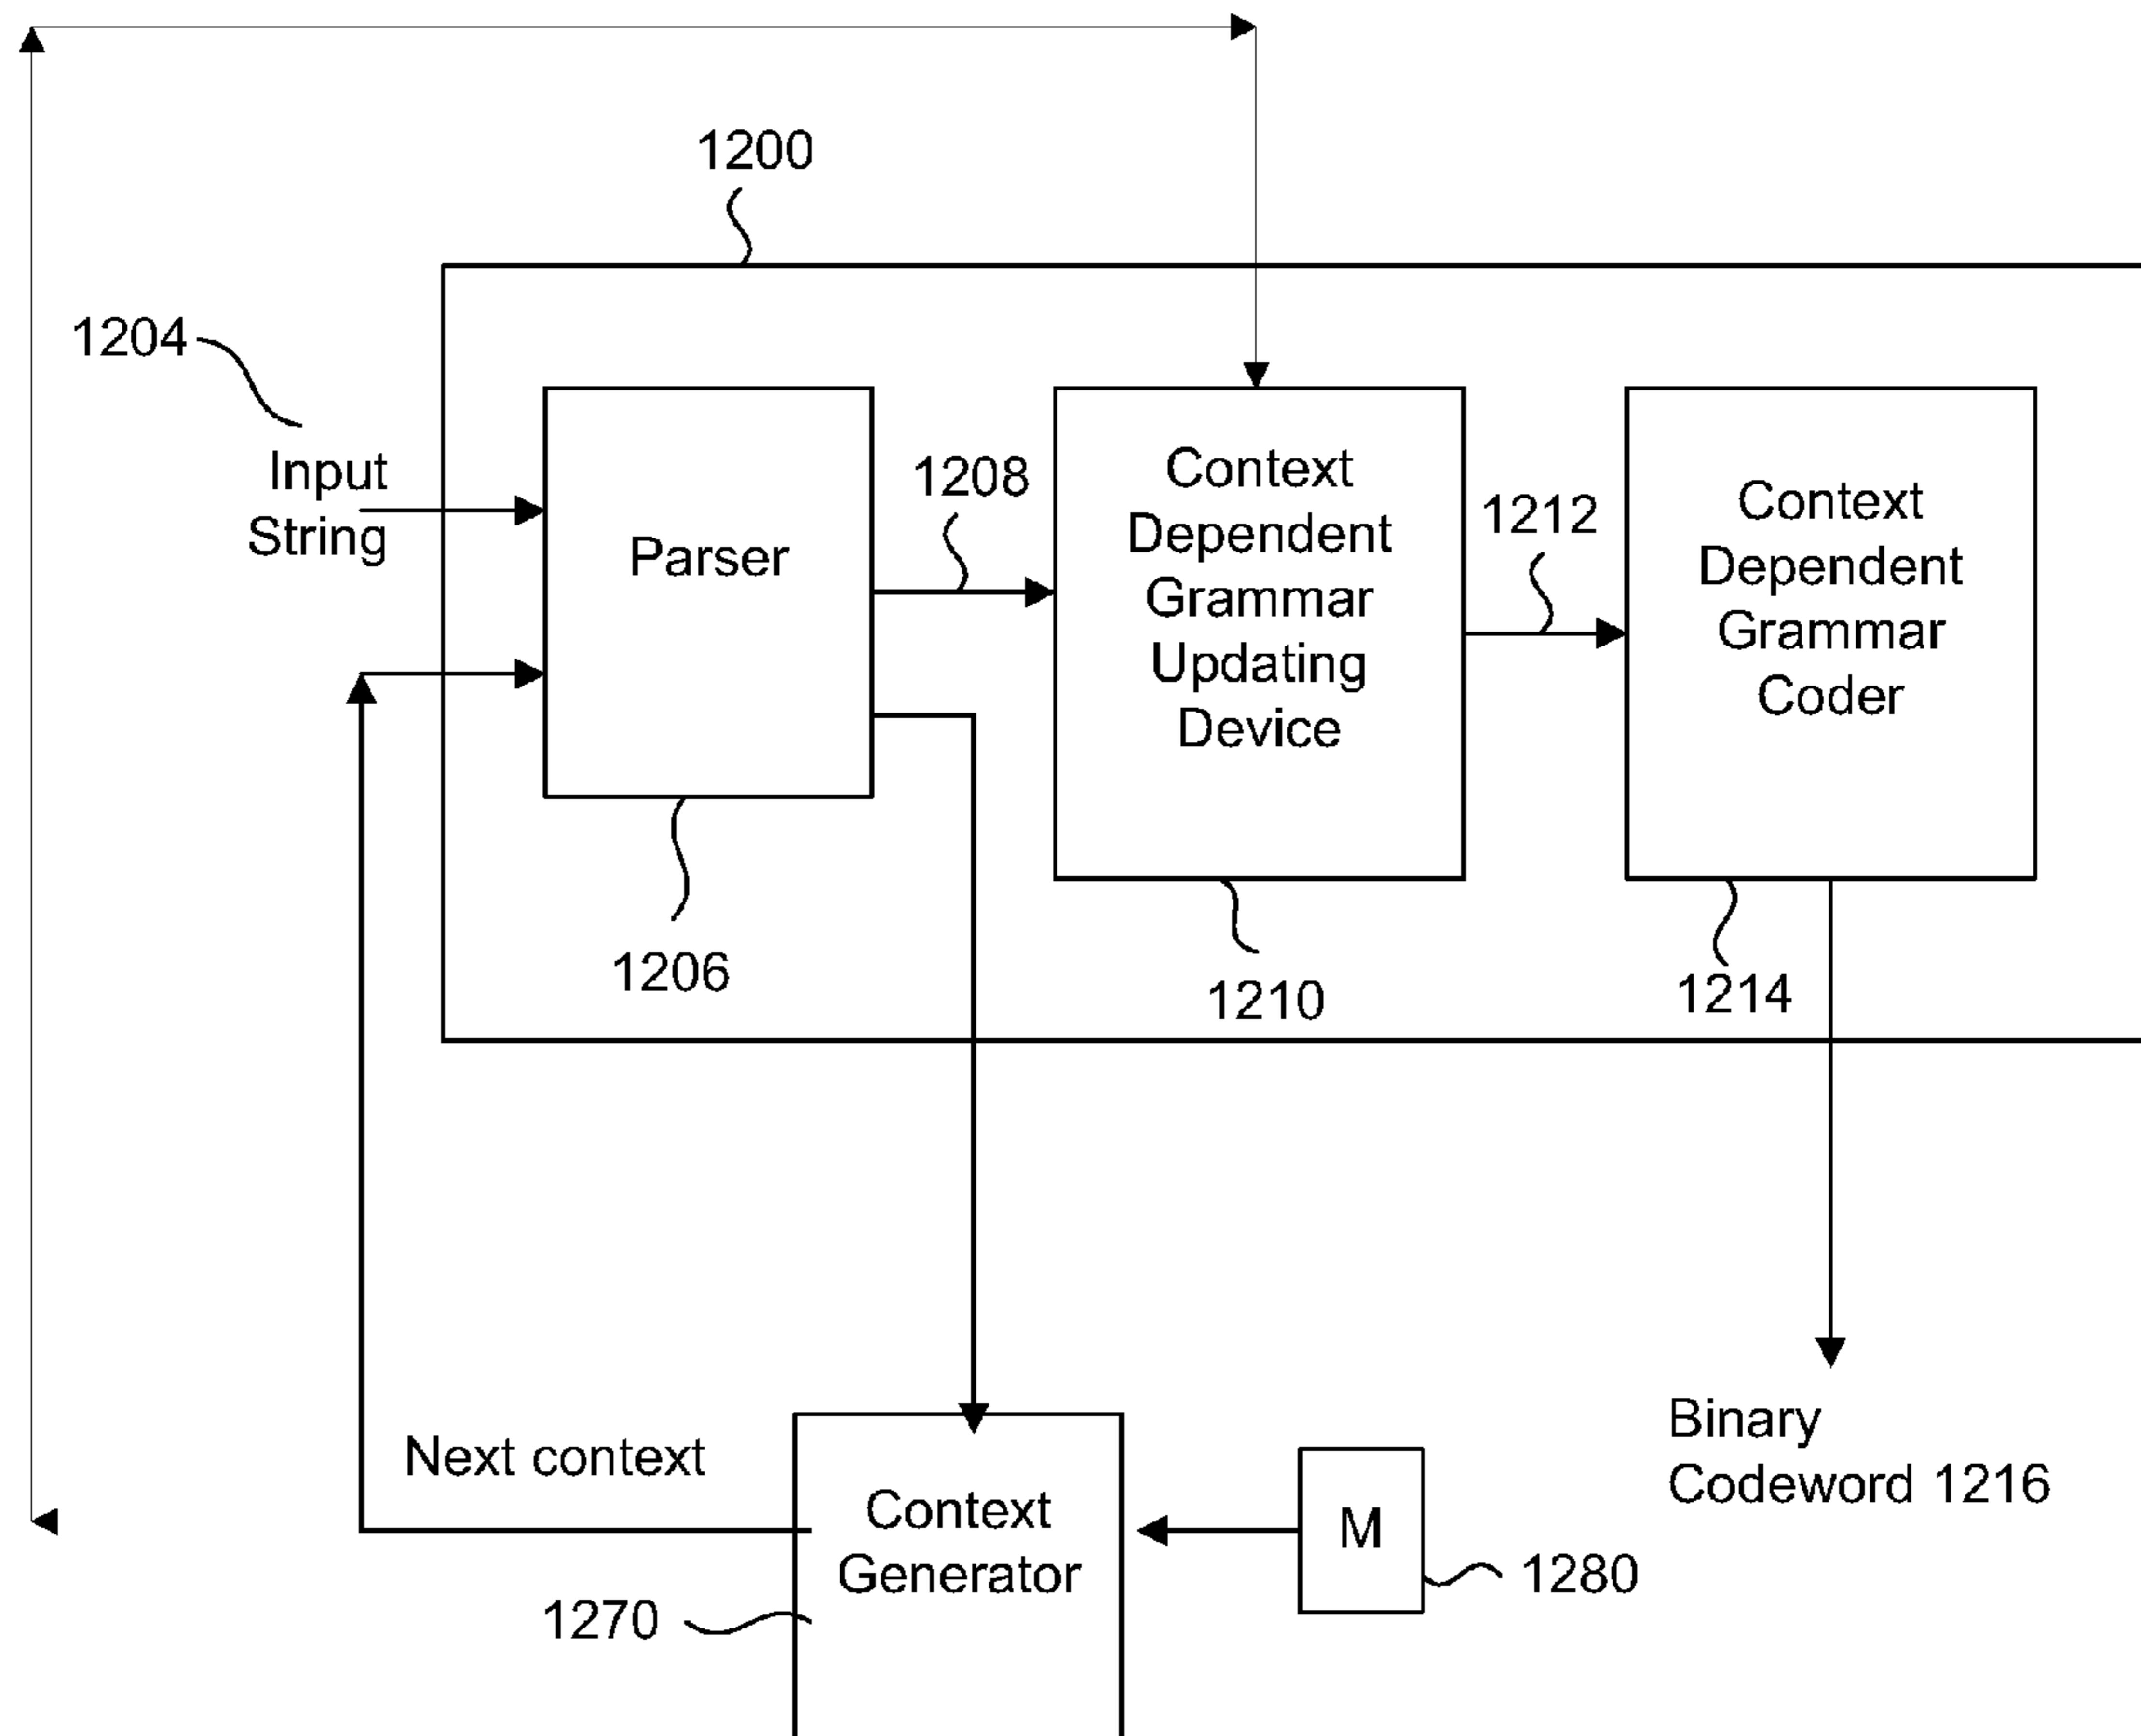 1200
1204
Input
String
Parser
1208
Context
Dependent
Grammar
Updating
Device
1212
Context
Dependent
Grammar
Coder
1206
1210
1214
Next context
Context
Generator
1270
M
1280
Binary
Codeword 1216